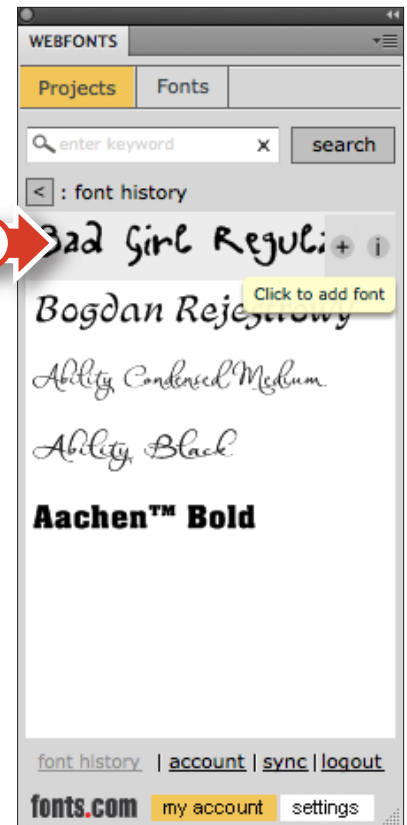 WEBFONTS
Projects Fonts
enter keyword x search
< : font history
Bad Girl + i
Click to add font
Bogdan Rejestrowy
Ability Condensed Medium
Ability Black
Aachen™ Bold
font history | account | sync | logout
fonts.com my account settings